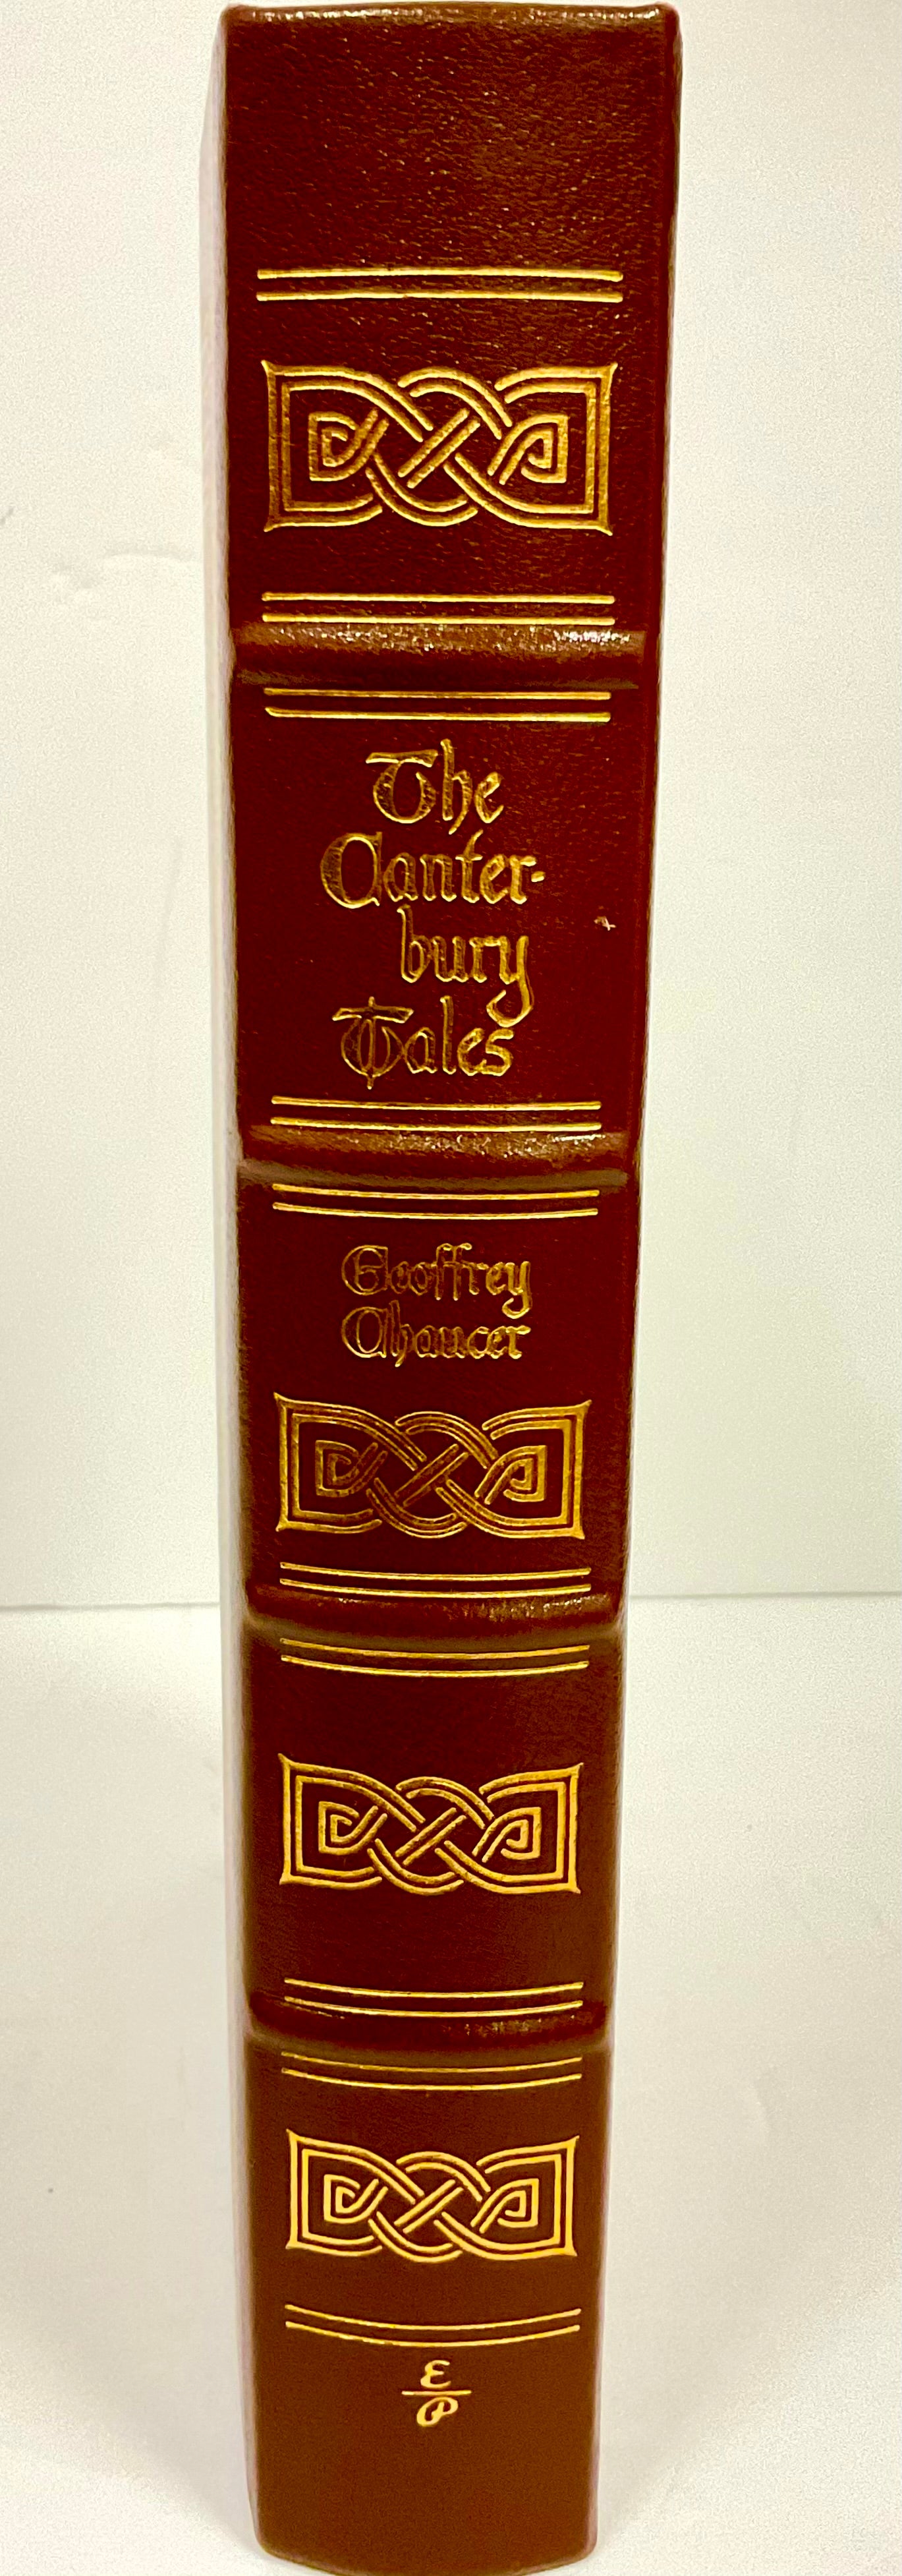 The
Canter-
bury
Tales
Geoffrey
Chaucer
E
P